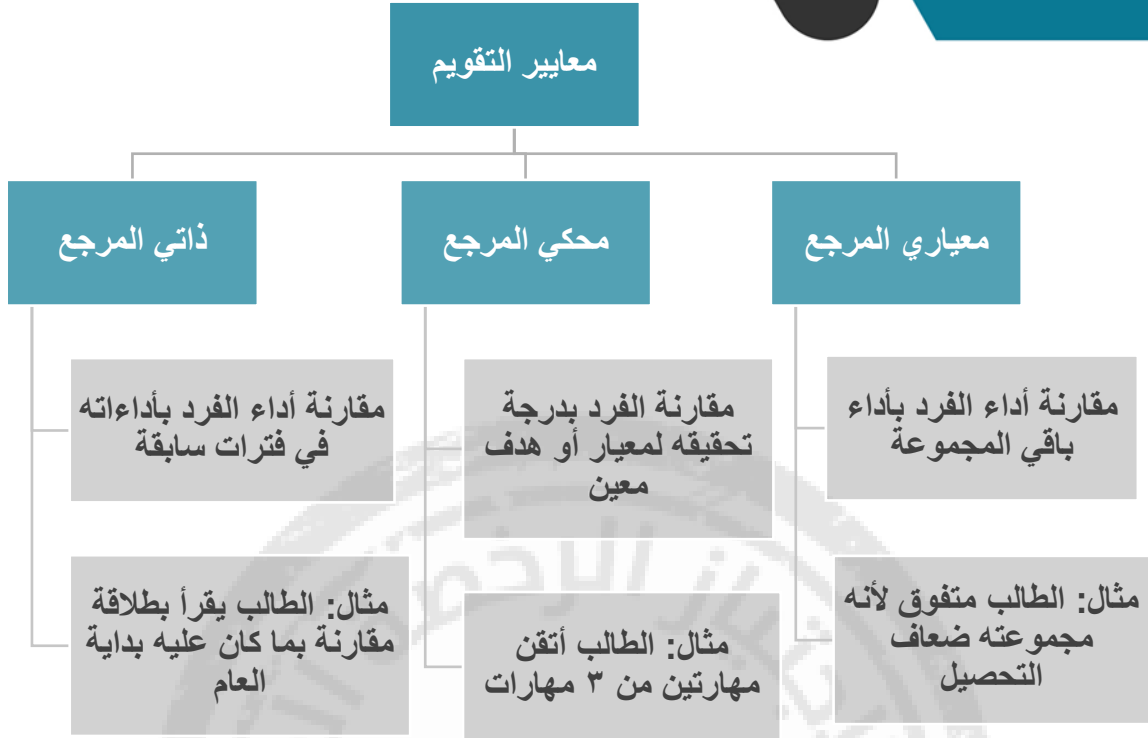 معايير التقويم
معياري المرجع
محكي المرجع
ذاتي المرجع
مقارنة أداء الفرد بأداء
باقي المجموعة
مقارنة الفرد بدرجة
تحقيقه لمعيار أو هدف
معين
مقارنة أداء الفرد بأداءاته
في فترات سابقة
مثال: الطالب متفوق لأنه
مجموعته ضعاف
التحصيل
مثال: الطالب أتقن
مهارتين من ٣ مهارات
مثال: الطالب يقرأ بطلاقة
مقارنة بما كان عليه بداية
العام